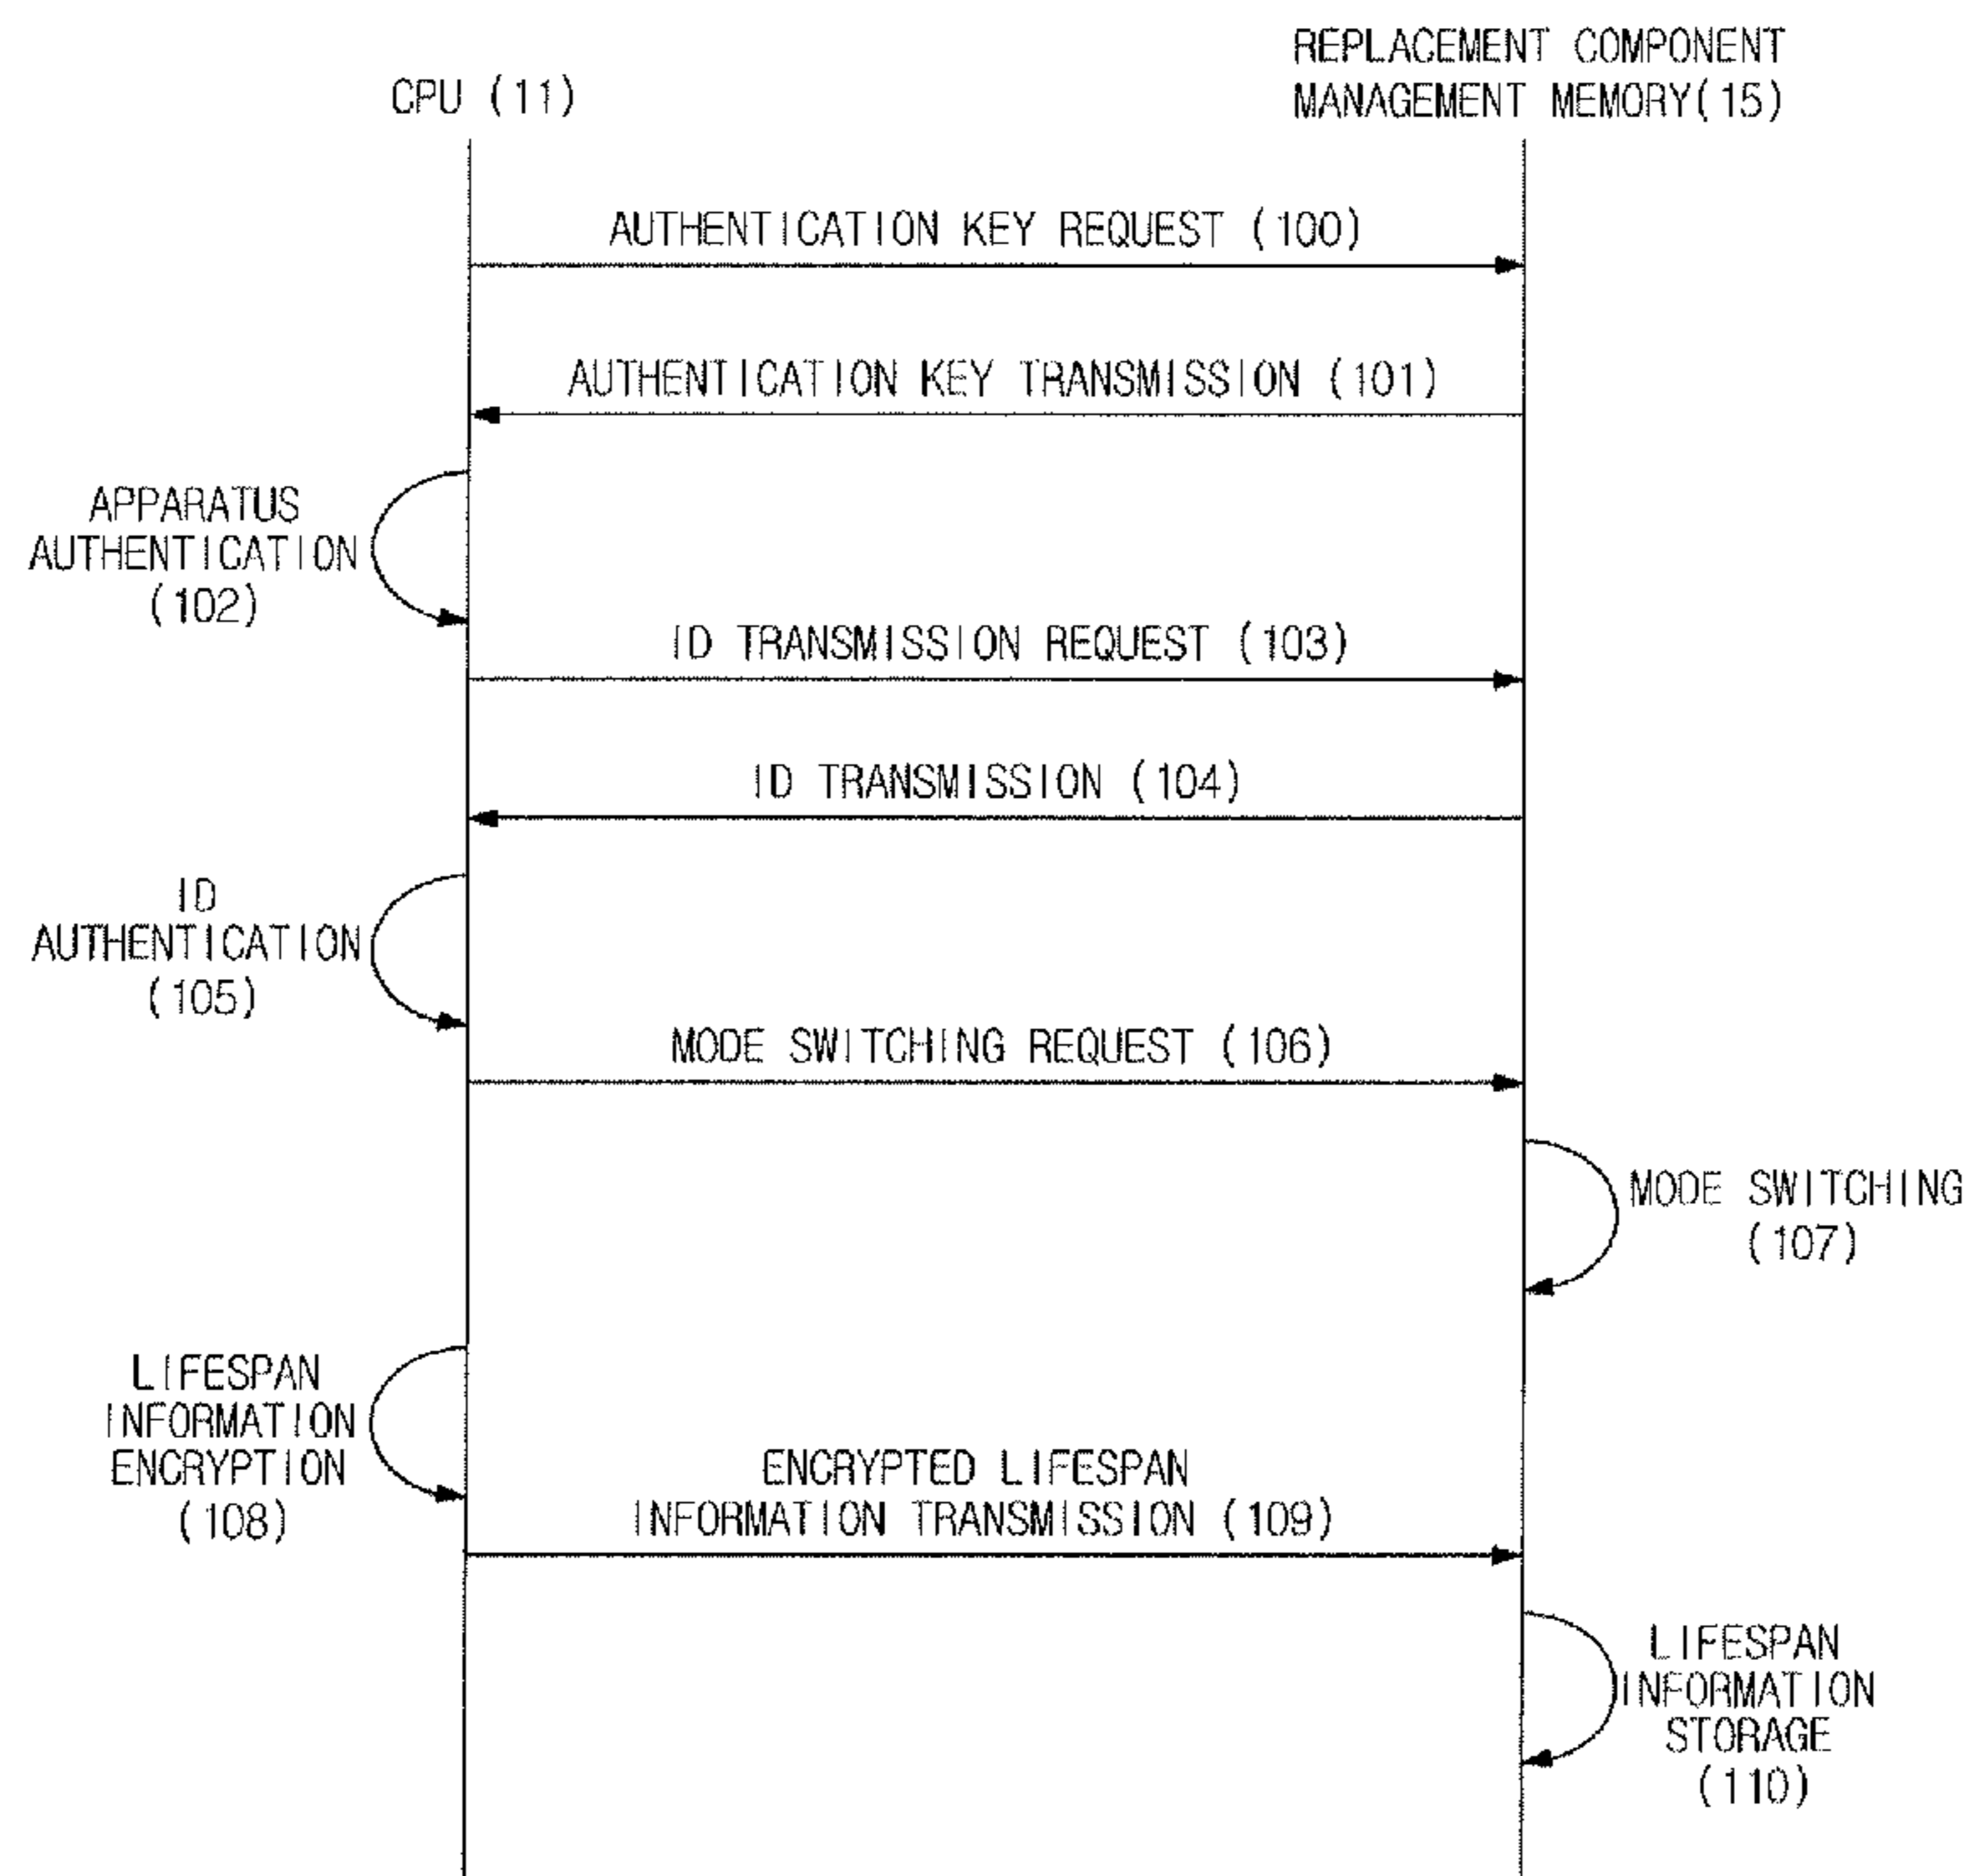 CPU (11)
REPLACEMENT COMPONENT
MANAGEMENT MEMORY(15)
AUTHENTICATION KEY REQUEST (100)
AUTHENTICATION KEY TRANSMISSION (101)
APPARATUS
AUTHENTICATION
(102)
ID TRANSMISSION REQUEST (103)
ID TRANSMISSION (104)
ID
AUTHENTICATION
(105)
MODE SWITCHING REQUEST (106)
MODE SWITCHING
(107)
LIFESPAN
INFORMATION
ENCRYPTION
(108)
ENCRYPTED LIFESPAN
INFORMATION TRANSMISSION (109)
LIFESPAN
INFORMATION
STORAGE
(110)